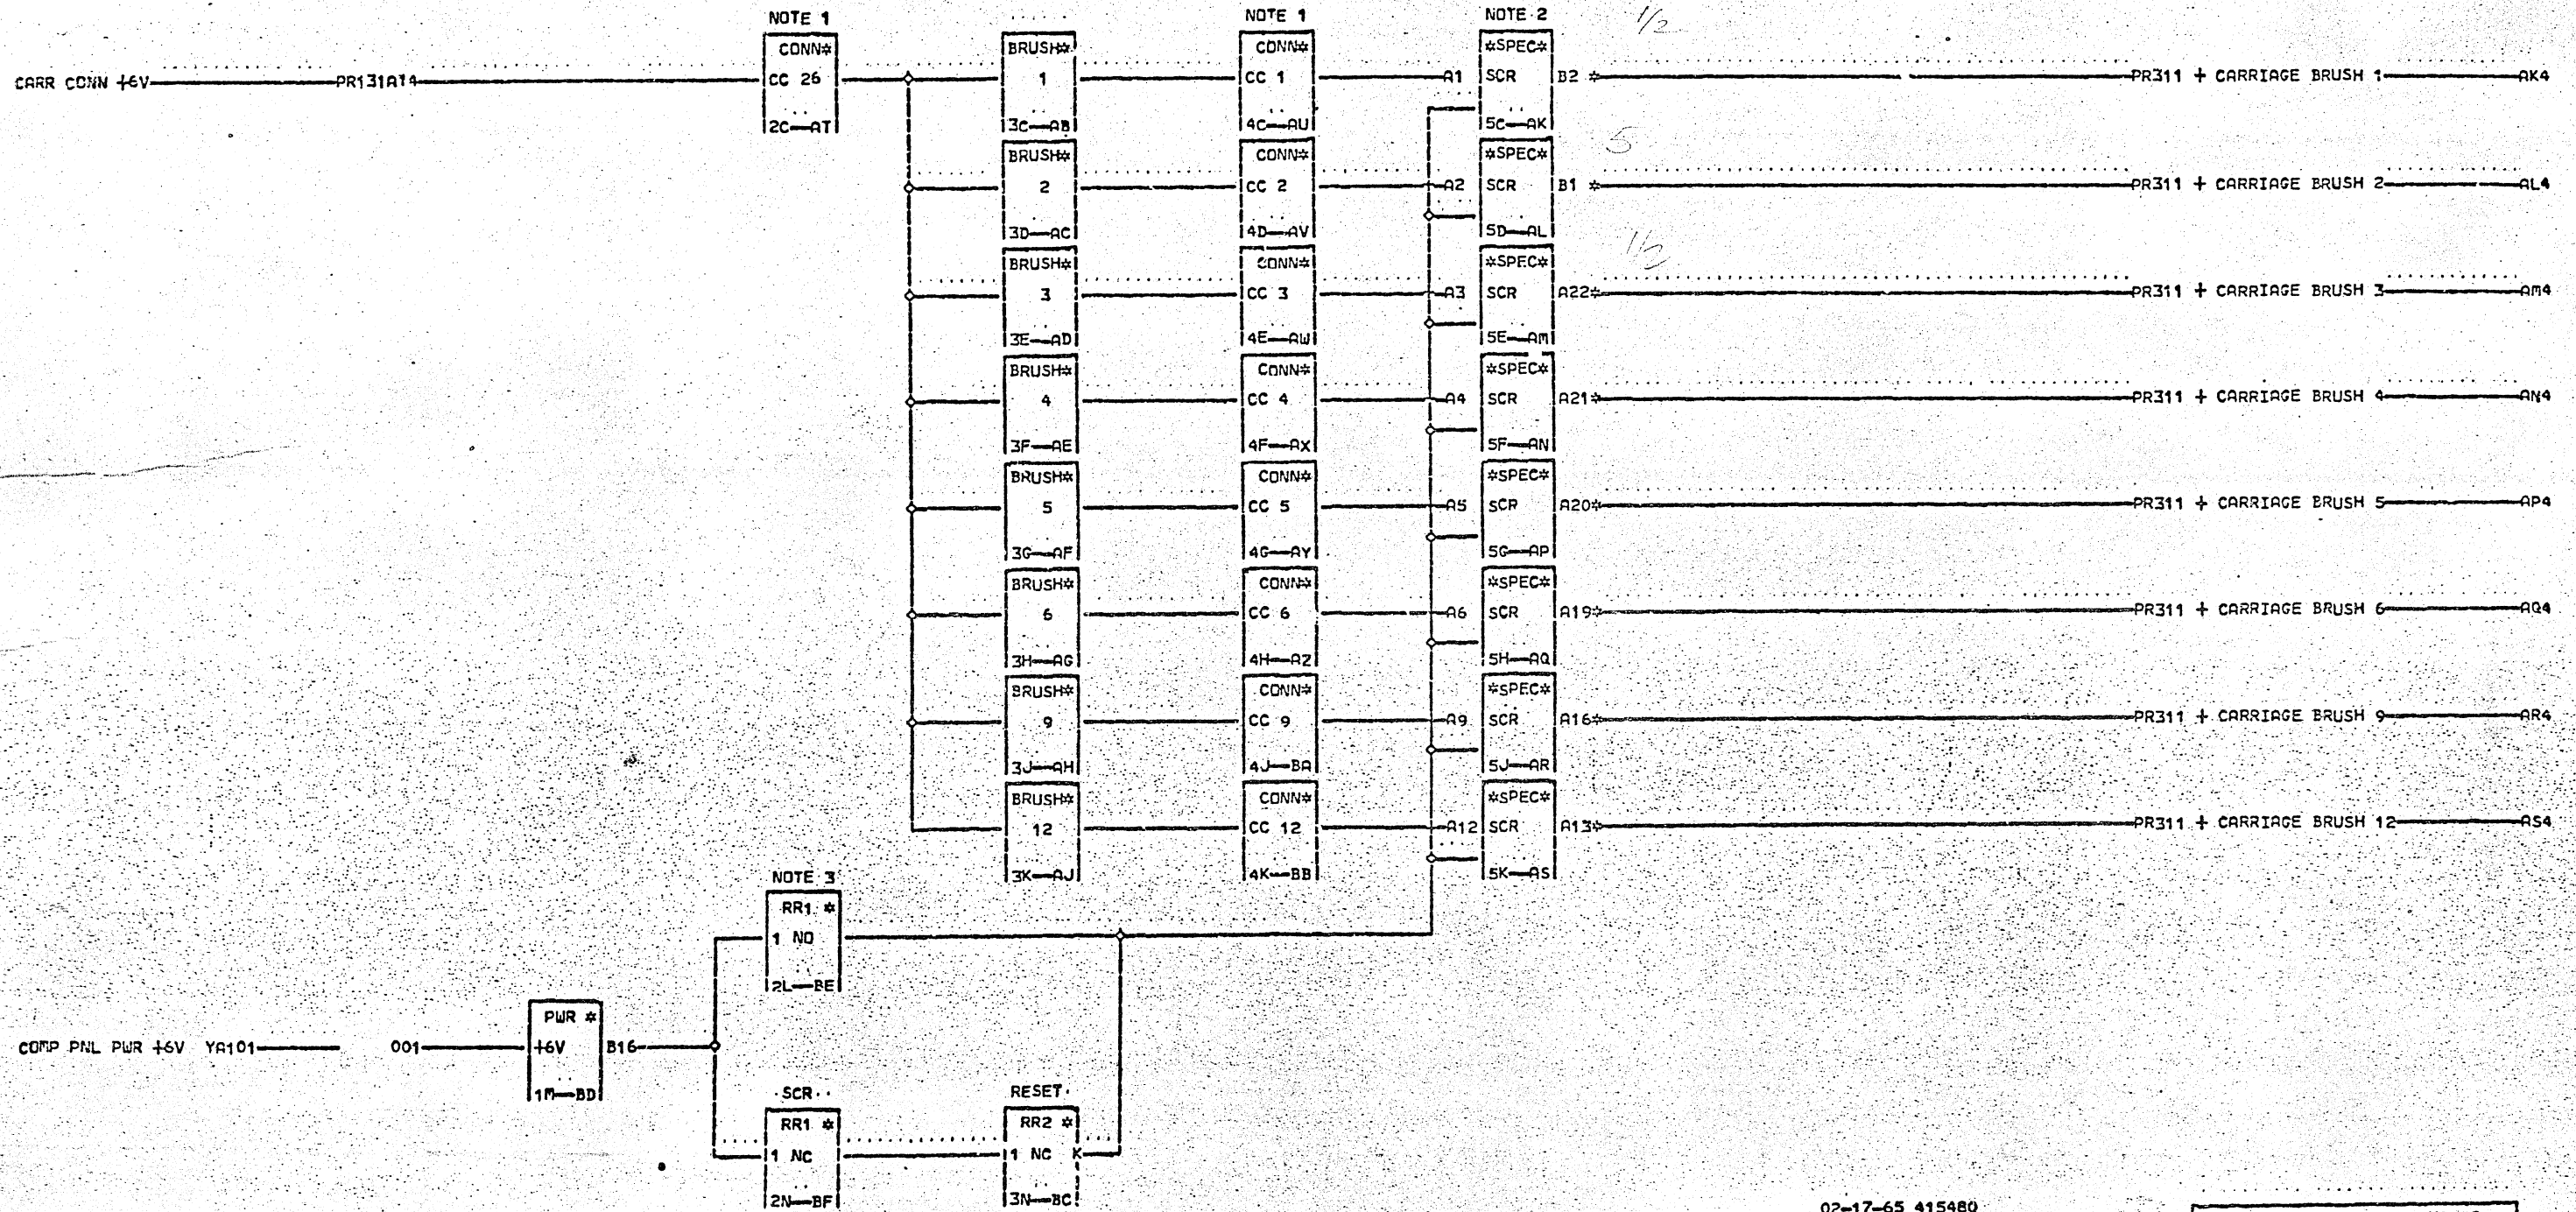 NOTE 1 NOTE 1 NOTE 2 1/2
CONN* BRUSH* CONN* *SPEC*
CARR CONN +6V PR131A14 CC 26 1 CC 1 A1 SCR B2 * PR311 + CARRIAGE BRUSH 1 AK4
2C AT 3C AB 4C AU 5C AK
BRUSH* CONN* *SPEC* 5
2 CC 2 A2 SCR B1 * PR311 + CARRIAGE BRUSH 2 AL4
3D AC 4D AV 5D AL
BRUSH* CONN* *SPEC*
3 CC 3 A3 SCR A22* PR311 + CARRIAGE BRUSH 3 AM4
3E AD 4E AW 5E AM
BRUSH* CONN* *SPEC*
4 CC 4 A4 SCR A21* PR311 + CARRIAGE BRUSH 4 AN4
3F AE 4F AX 5F AN
BRUSH* CONN* *SPEC*
5 CC 5 A5 SCR A20* PR311 + CARRIAGE BRUSH 5 AP4
3G AF 4G AY 5G AP
BRUSH* CONN* *SPEC*
6 CC 6 A6 SCR A19* PR311 + CARRIAGE BRUSH 6 AQ4
3H AG 4H AZ 5H AQ
BRUSH* CONN* *SPEC*
9 CC 9 A9 SCR A16* PR311 + CARRIAGE BRUSH 9 AR4
3J AH 4J BA 5J AR
BRUSH* CONN* *SPEC*
12 CC 12 A12 SCR A13* PR311 + CARRIAGE BRUSH 12 AS4
3K AJ 4K BB 5K AS
NOTE 3
RR1 *
1 NO
2L BE
PWR *
COMP PNL PWR +6V YA101 001 +6V B16
1M BD
SCR RESET
RR1 * RR2 *
1 NC 1 NC K
2N BF 3N BC
02-17-65 415480